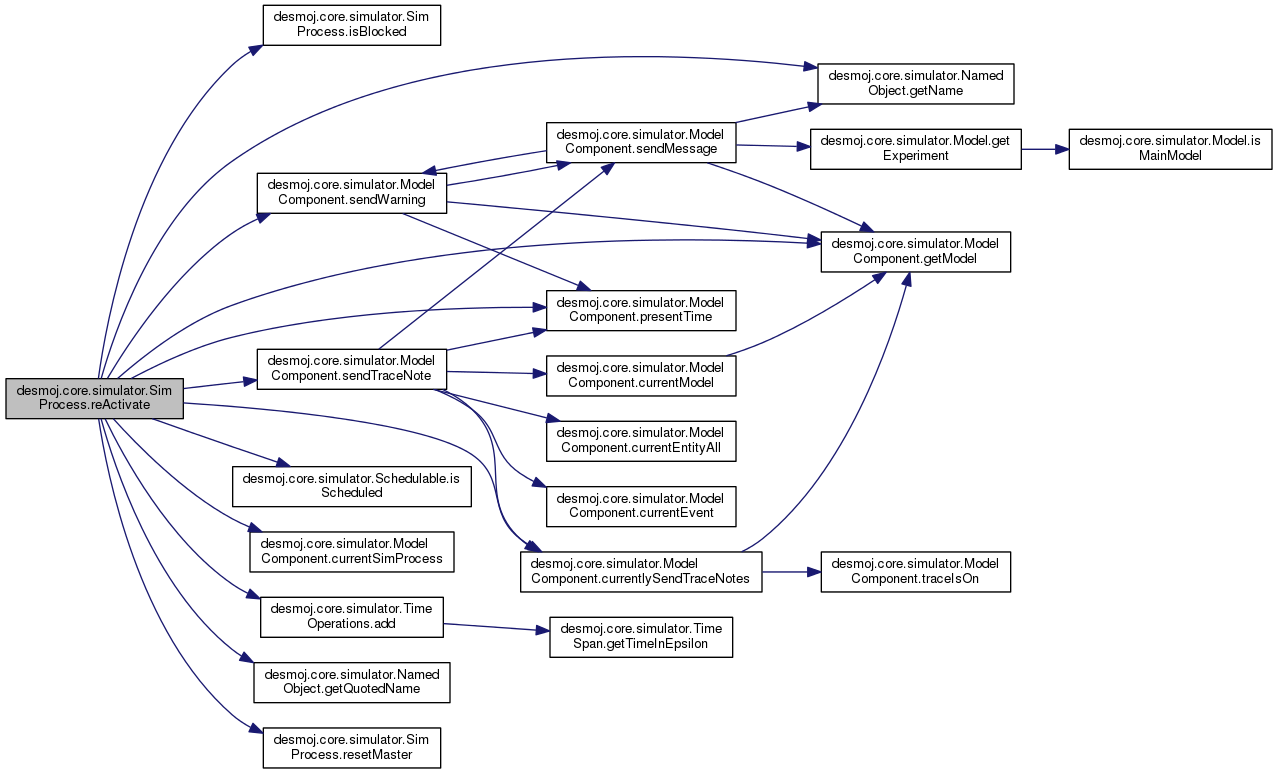 desmoj.core.simulator.Sim
Process.isBlocked
desmoj.core.simulator.Named
Object.getName
desmoj.core.simulator.Model
Component.sendMessage
desmoj.core.simulator.Model.get
Experiment
desmoj.core.simulator.Model.is
MainModel
desmoj.core.simulator.Model
Component.sendWarning
desmoj.core.simulator.Model
Component.getModel
desmoj.core.simulator.Model
Component.presentTime
desmoj.core.simulator.Model
Component.sendTraceNote
desmoj.core.simulator.Model
Component.currentModel
desmoj.core.simulator.Sim
Process.reActivate
desmoj.core.simulator.Model
Component.currentEntityAll
desmoj.core.simulator.Schedulable.is
Scheduled
desmoj.core.simulator.Model
Component.currentEvent
desmoj.core.simulator.Model
Component.currentSimProcess
desmoj.core.simulator.Model
Component.currentlySendTraceNotes
desmoj.core.simulator.Model
Component.traceIsOn
desmoj.core.simulator.Time
Operations.add
desmoj.core.simulator.Time
Span.getTimeInEpsilon
desmoj.core.simulator.Named
Object.getQuotedName
desmoj.core.simulator.Sim
Process.resetMaster